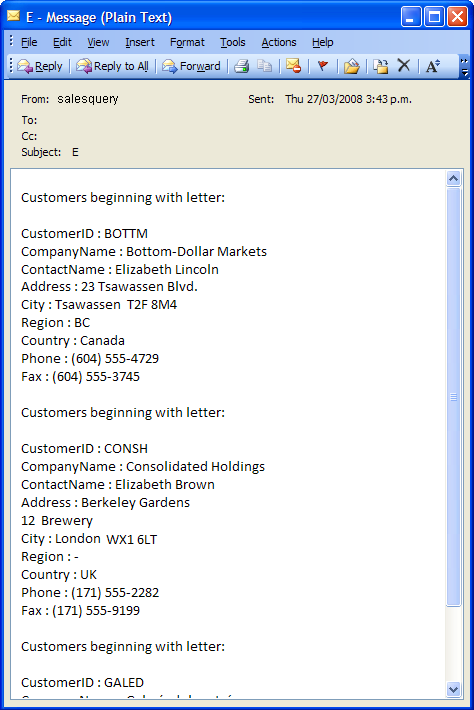 E - Message (Plain Text)
File Edit View Insert Format Tools Actions Help
Reply Reply to All Forward A
From: salesquery Sent: Thu 27/03/2008 3:43 p.m.
To:
Cc:
Subject: E
Customers beginning with letter:
CustomerID : BOTTM
CompanyName : Bottom-Dollar Markets
ContactName : Elizabeth Lincoln
Address : 23 Tsawassen Blvd.
City : Tsawassen T2F 8M4
Region : BC
Country : Canada
Phone : (604) 555-4729
Fax : (604) 555-3745
Customers beginning with letter:
CustomerID : CONSH
CompanyName : Consolidated Holdings
ContactName : Elizabeth Brown
Address : Berkeley Gardens
12 Brewery
City : London WX1 6LT
Region : -
Country : UK
Phone : (171) 555-2282
Fax : (171) 555-9199
Customers beginning with letter:
CustomerID : GALED